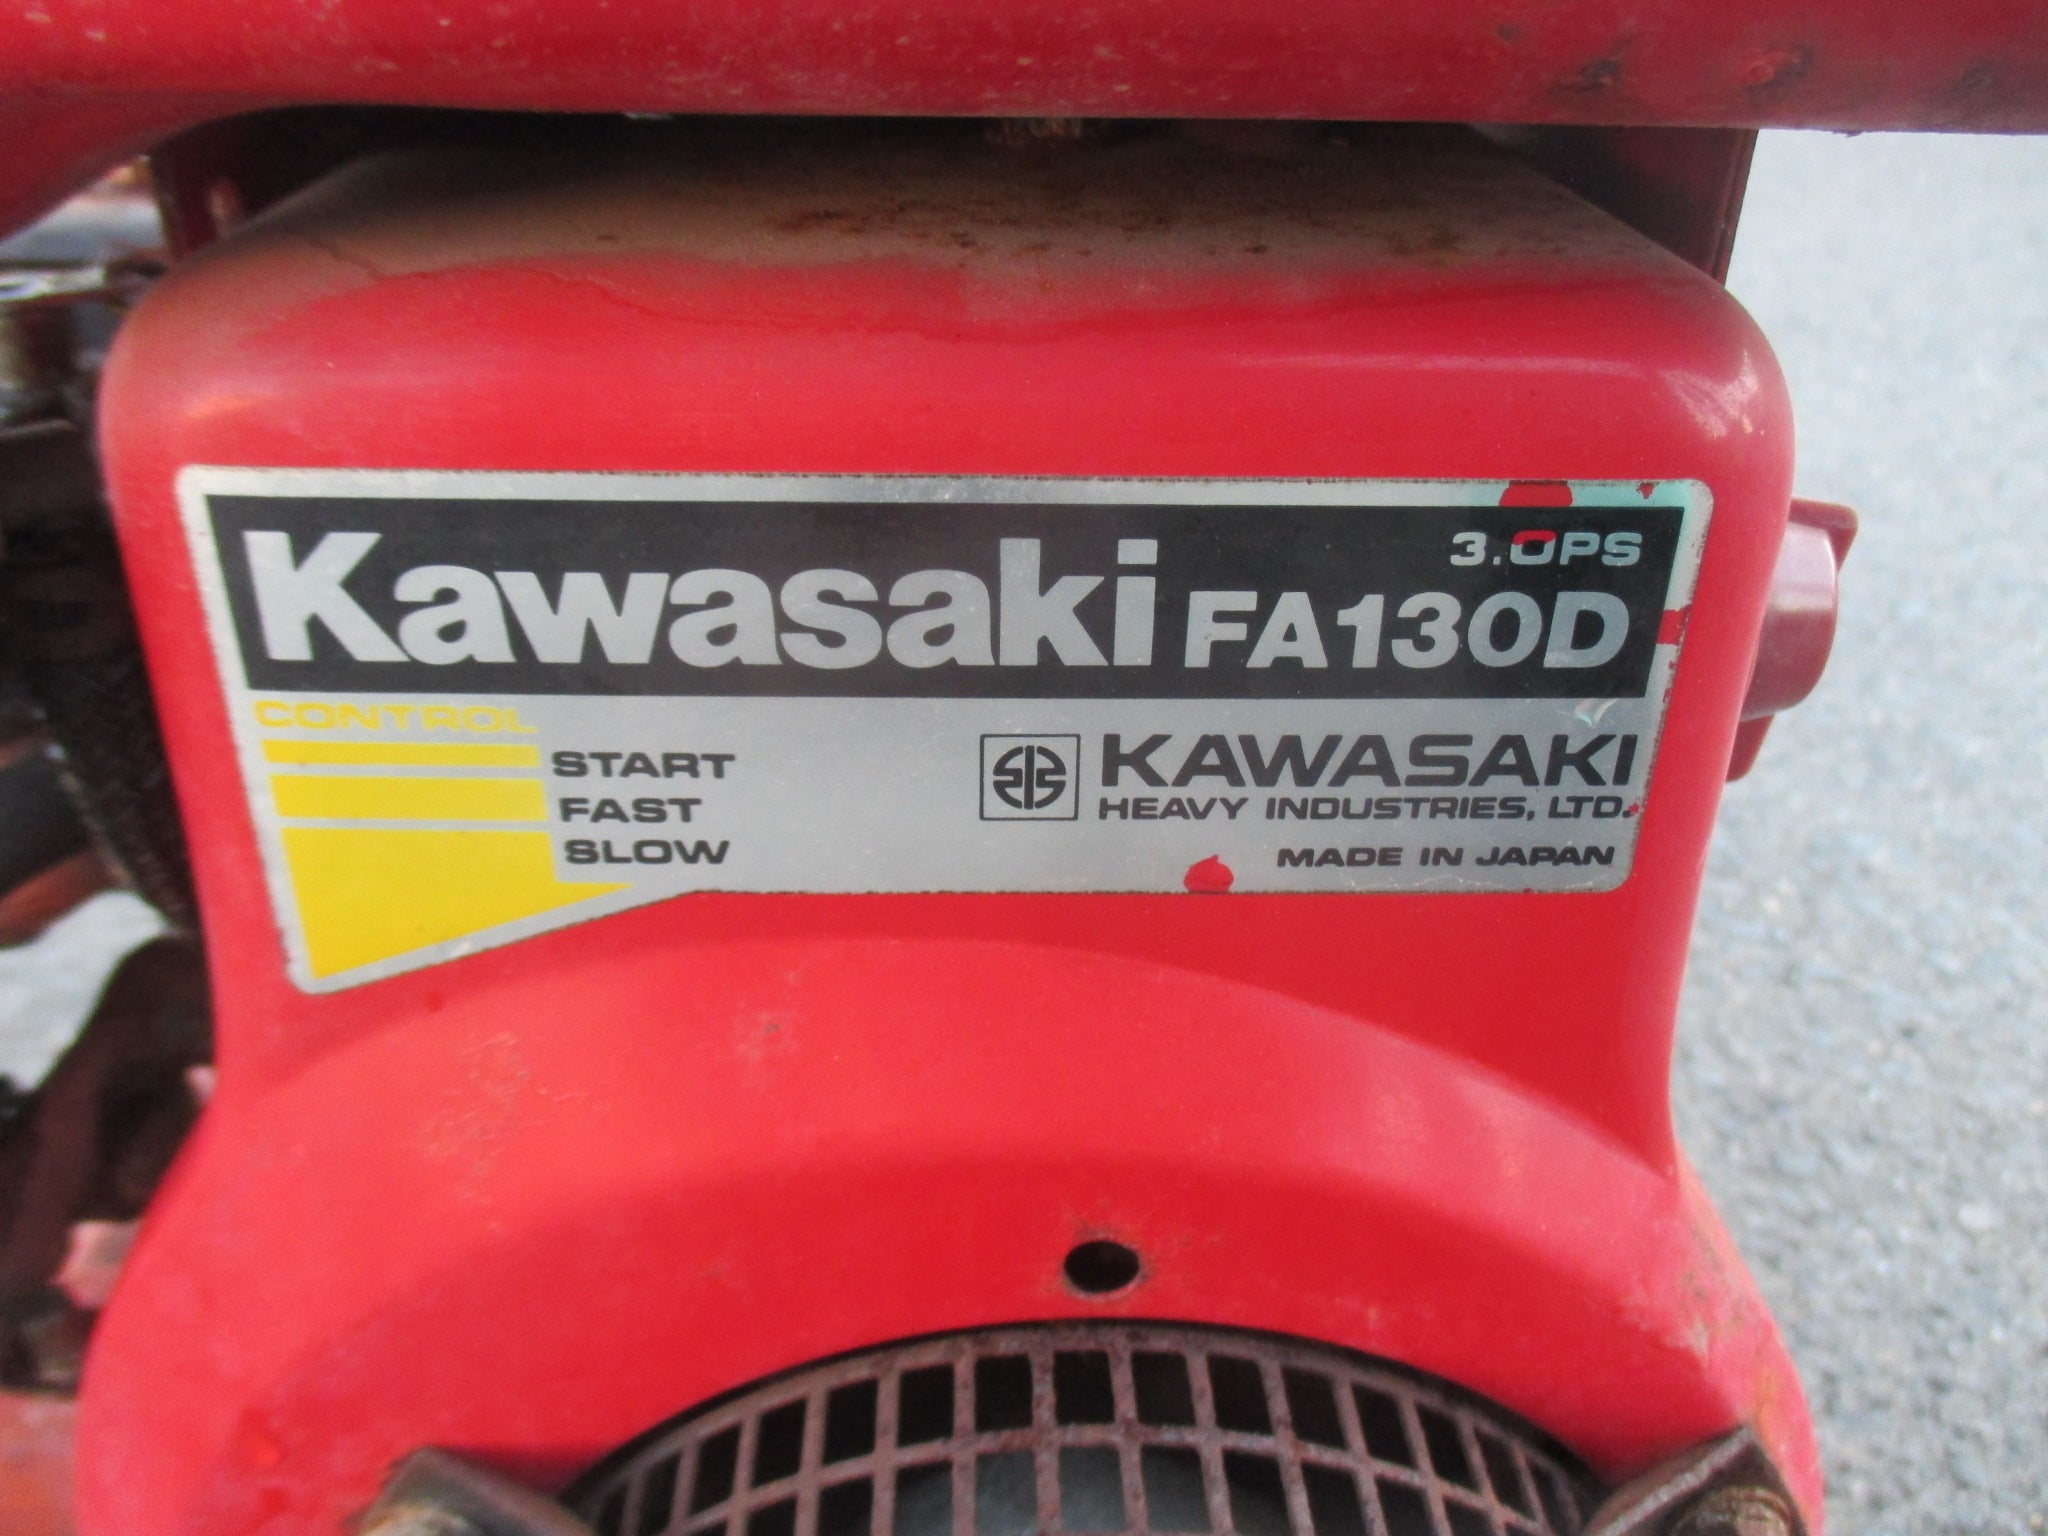 3.0PS
Kawasaki FA130D
CONTROL
START
FAST
SLOW
KAWASAKI
HEAVY INDUSTRIES, LTD.
MADE IN JAPAN